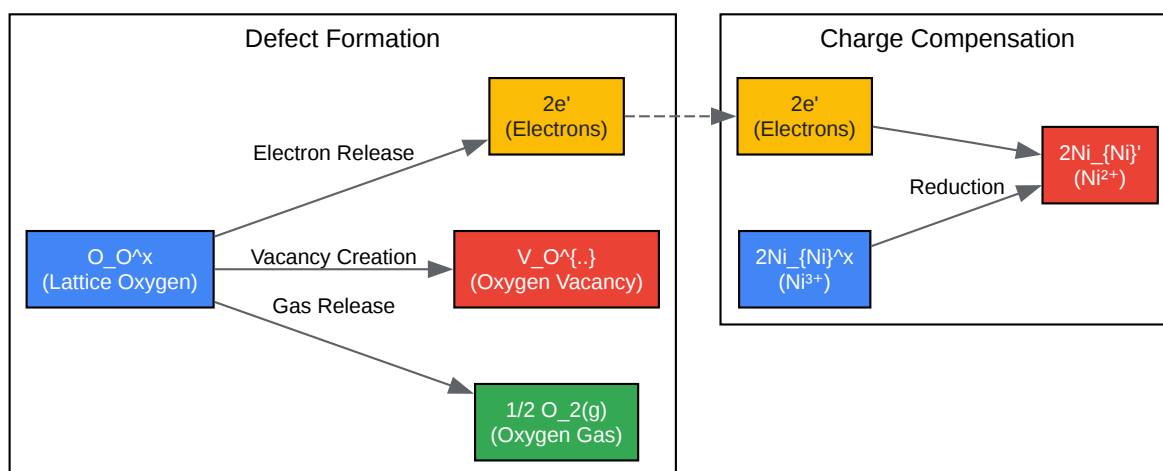 Defect Formation
2e'
(Electrons)
Electron Release
O_O^x
(Lattice Oxygen)
Vacancy Creation
V_O^{..}
(Oxygen Vacancy)
Gas Release
1/2 O_2(g)
(Oxygen Gas)
Charge Compensation
2e'
(Electrons)
2Ni_{Ni}'
(Ni²⁺)
Reduction
2Ni_{Ni}^x
(Ni³⁺)